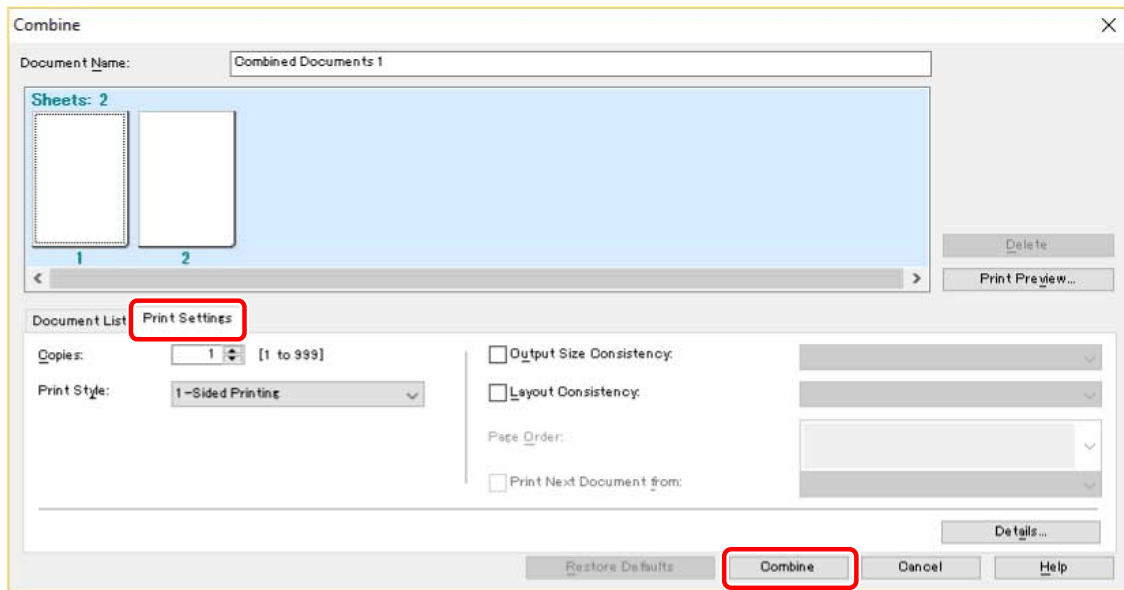 Combine
Document Name: Combined Documents 1
Sheets: 2
1 2
Delete
Print Preview...
Document List Print Settings
Copies: 1 [1 to 999]
Output Size Consistency:
Print Style: 1-Sided Printing
Layout Consistency:
Page Order:
Print Next Document from:
Details...
Restore Defaults Combine Cancel Help